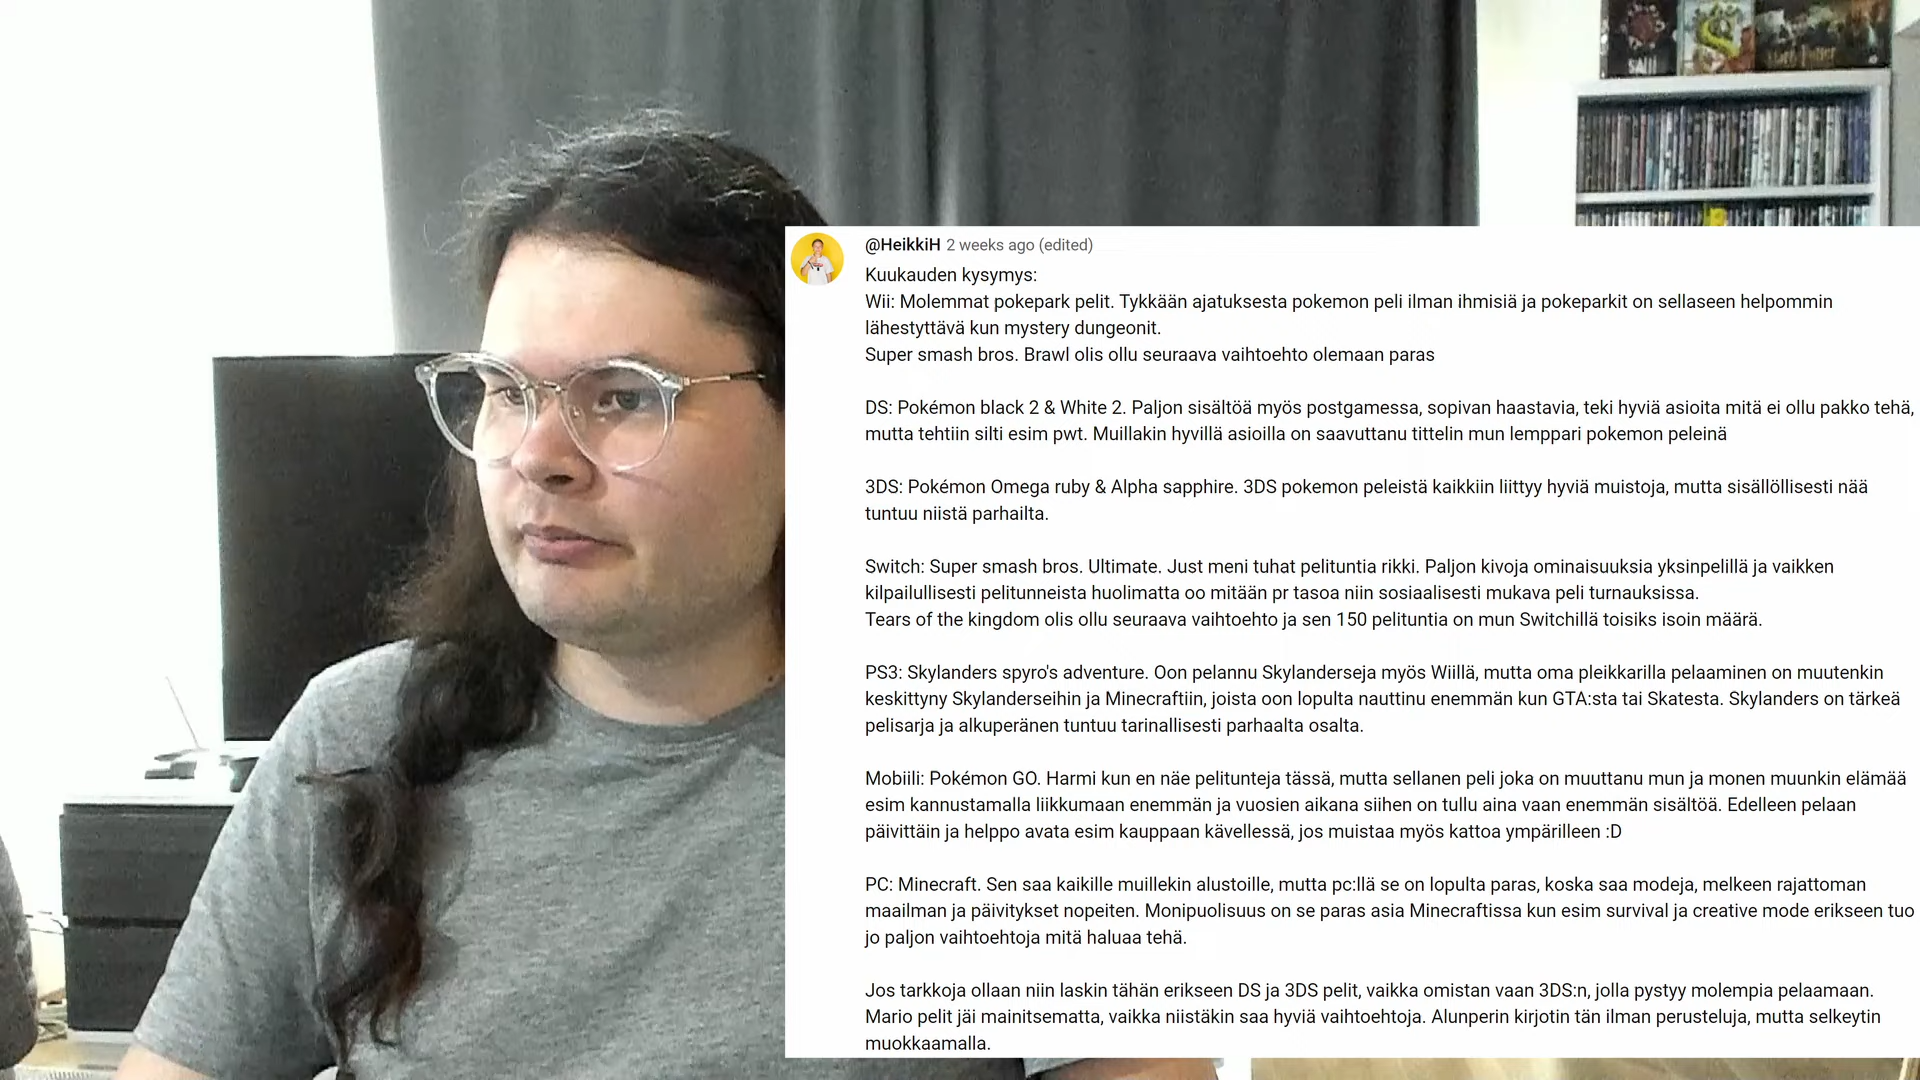 SAW
@HeikkiH 2 weeks ago (edited)
Kuukauden kysymys:
Wii: Molemmat pokepark pelit. Tykkään ajatuksesta pokemon peli ilman ihmisiä ja pokeparkit on sellaseen helpommin
lähestyttävä kun mystery dungeonit.
Super smash bros. Brawl olis ollu seuraava vaihtoehto olemaan paras
DS: Pokémon black 2 & White 2. Paljon sisältöä myös postgamessa, sopivan haastavia, teki hyviä asioita mitä ei ollu pakko tehä,
mutta tehtiin silti esim pwt. Muillakin hyvillä asioilla on saavuttanu tittelin mun lemppari pokemon peleinä
3DS: Pokémon Omega ruby & Alpha sapphire. 3DS pokemon peleistä kaikkiin liittyy hyviä muistoja, mutta sisällöllisesti nää
tuntuu niistä parhailta.
Switch: Super smash bros. Ultimate. Just meni tuhat pelituntia rikki. Paljon kivoja ominaisuuksia yksinpelillä ja vaikken
kilpailullisesti pelitunneista huolimatta oo mitään pr tasoa niin sosiaalisesti mukava peli turnauksissa.
Tears of the kingdom olis ollu seuraava vaihtoehto ja sen 150 pelituntia on mun Switchillä toisiks isoin määrä.
PS3: Skylanders spyro's adventure. Oon pelannu Skylanderseja myös Wiillä, mutta oma pleikkarilla pelaaminen on muutenkin
keskittyny Skylanderseihin ja Minecraftiin, joista oon lopulta nauttinu enemmän kun GTA:sta tai Skatesta. Skylanders on tärkeä
pelisarja ja alkuperänen tuntuu tarinallisesti parhaalta osalta.
Mobiili: Pokémon GO. Harmi kun en näe pelitunteja tässä, mutta sellanen peli joka on muuttanu mun ja monen muunkin elämää
esim kannustamalla liikkumaan enemmän ja vuosien aikana siihen on tullu aina vaan enemmän sisältöä. Edelleen pelaan
päivittäin ja helppo avata esim kauppaan kävellessä, jos muistaa myös kattoa ympärilleen :D
PC: Minecraft. Sen saa kaikille muillekin alustoille, mutta pc:llä se on lopulta paras, koska saa modeja, melkeen rajattoman
maailman ja päivitykset nopeiten. Monipuolisuus on se paras asia Minecraftissa kun esim survival ja creative mode erikseen tuo
jo paljon vaihtoehtoja mitä haluaa tehä.
Jos tarkkoja ollaan niin laskin tähän erikseen DS ja 3DS pelit, vaikka omistan vaan 3DS:n, jolla pystyy molempia pelaamaan.
Mario pelit jäi mainitsematta, vaikka niistäkin saa hyviä vaihtoehtoja. Alunperin kirjotin tän ilman perusteluja, mutta selkeytin
muokkaamalla.